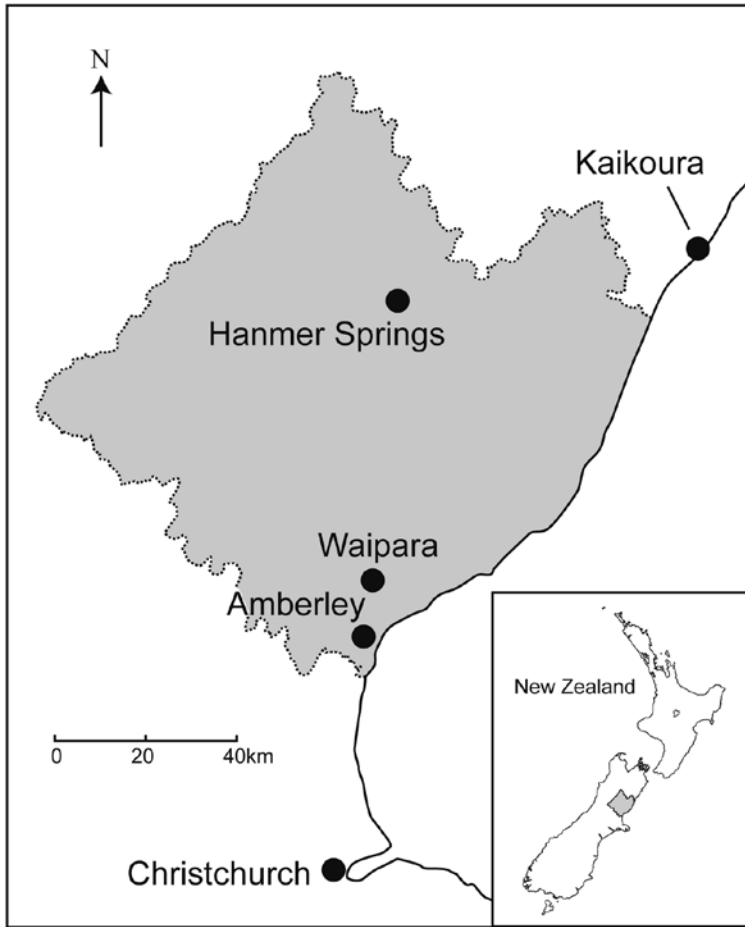 N
Kaikoura
Hanmer Springs
Waipara
Amberley
New Zealand
0 20 40km
Christchurch